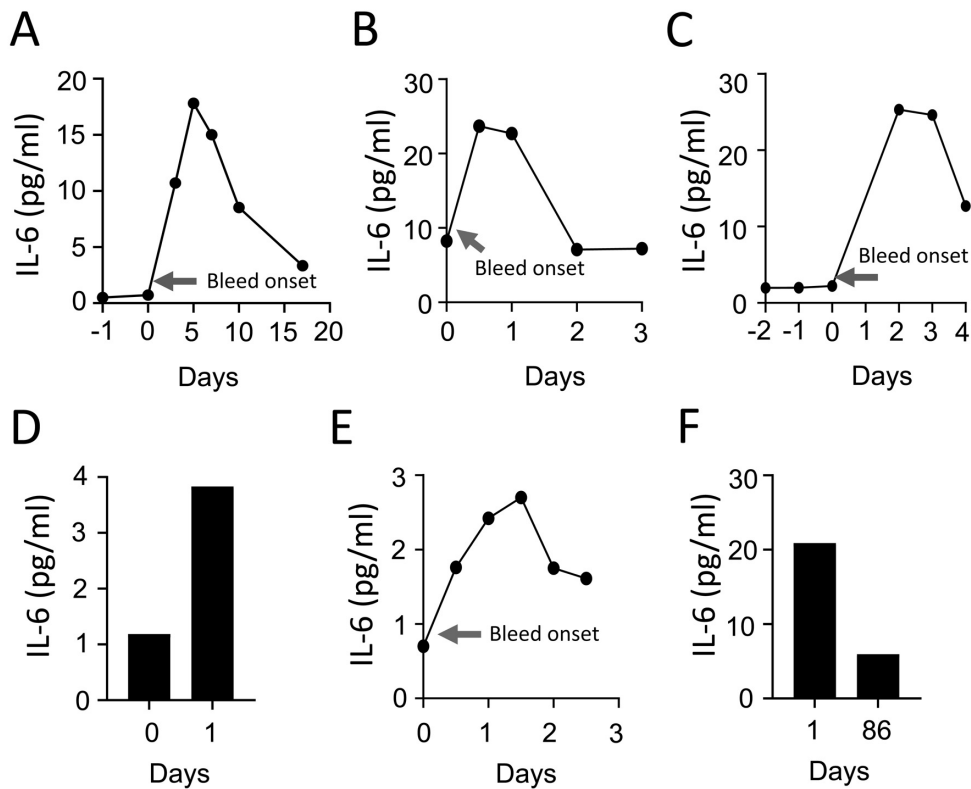 A
IL-6 (pg/ml)
20
15
10
5
0
Bleed onset
-1 0 5 10 15 20
Days
B
IL-6 (pg/ml)
30
20
10
0
Bleed onset
0 1 2 3
Days
C
IL-6 (pg/ml)
30
20
10
0
Bleed onset
-2 -1 0 1 2 3 4
Days
D
IL-6 (pg/ml)
4
3
2
1
0
0 1
Days
E
IL-6 (pg/ml)
3
2
1
0
Bleed onset
0 1 2 3
Days
F
IL-6 (pg/ml)
30
20
10
0
1 86
Days